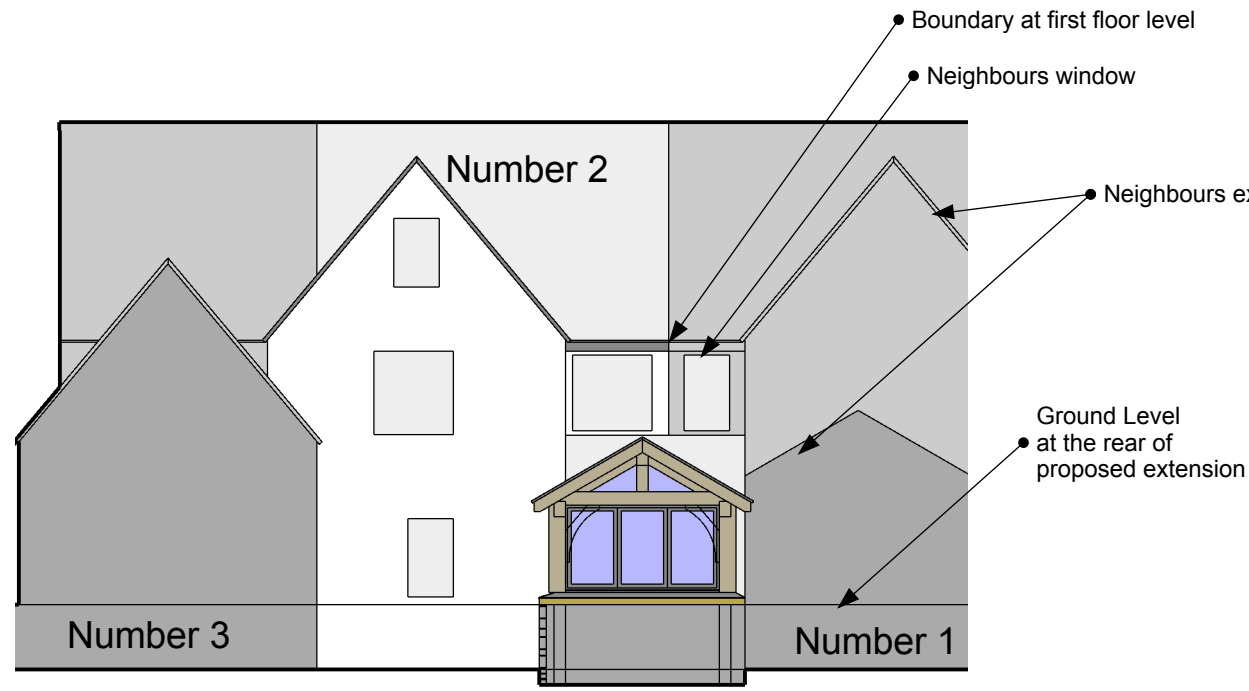 Boundary at first floor level
Neighbours window
Number 2
Neighbours
Ground Level
at the rear of
proposed extension
Number 3
Number 1